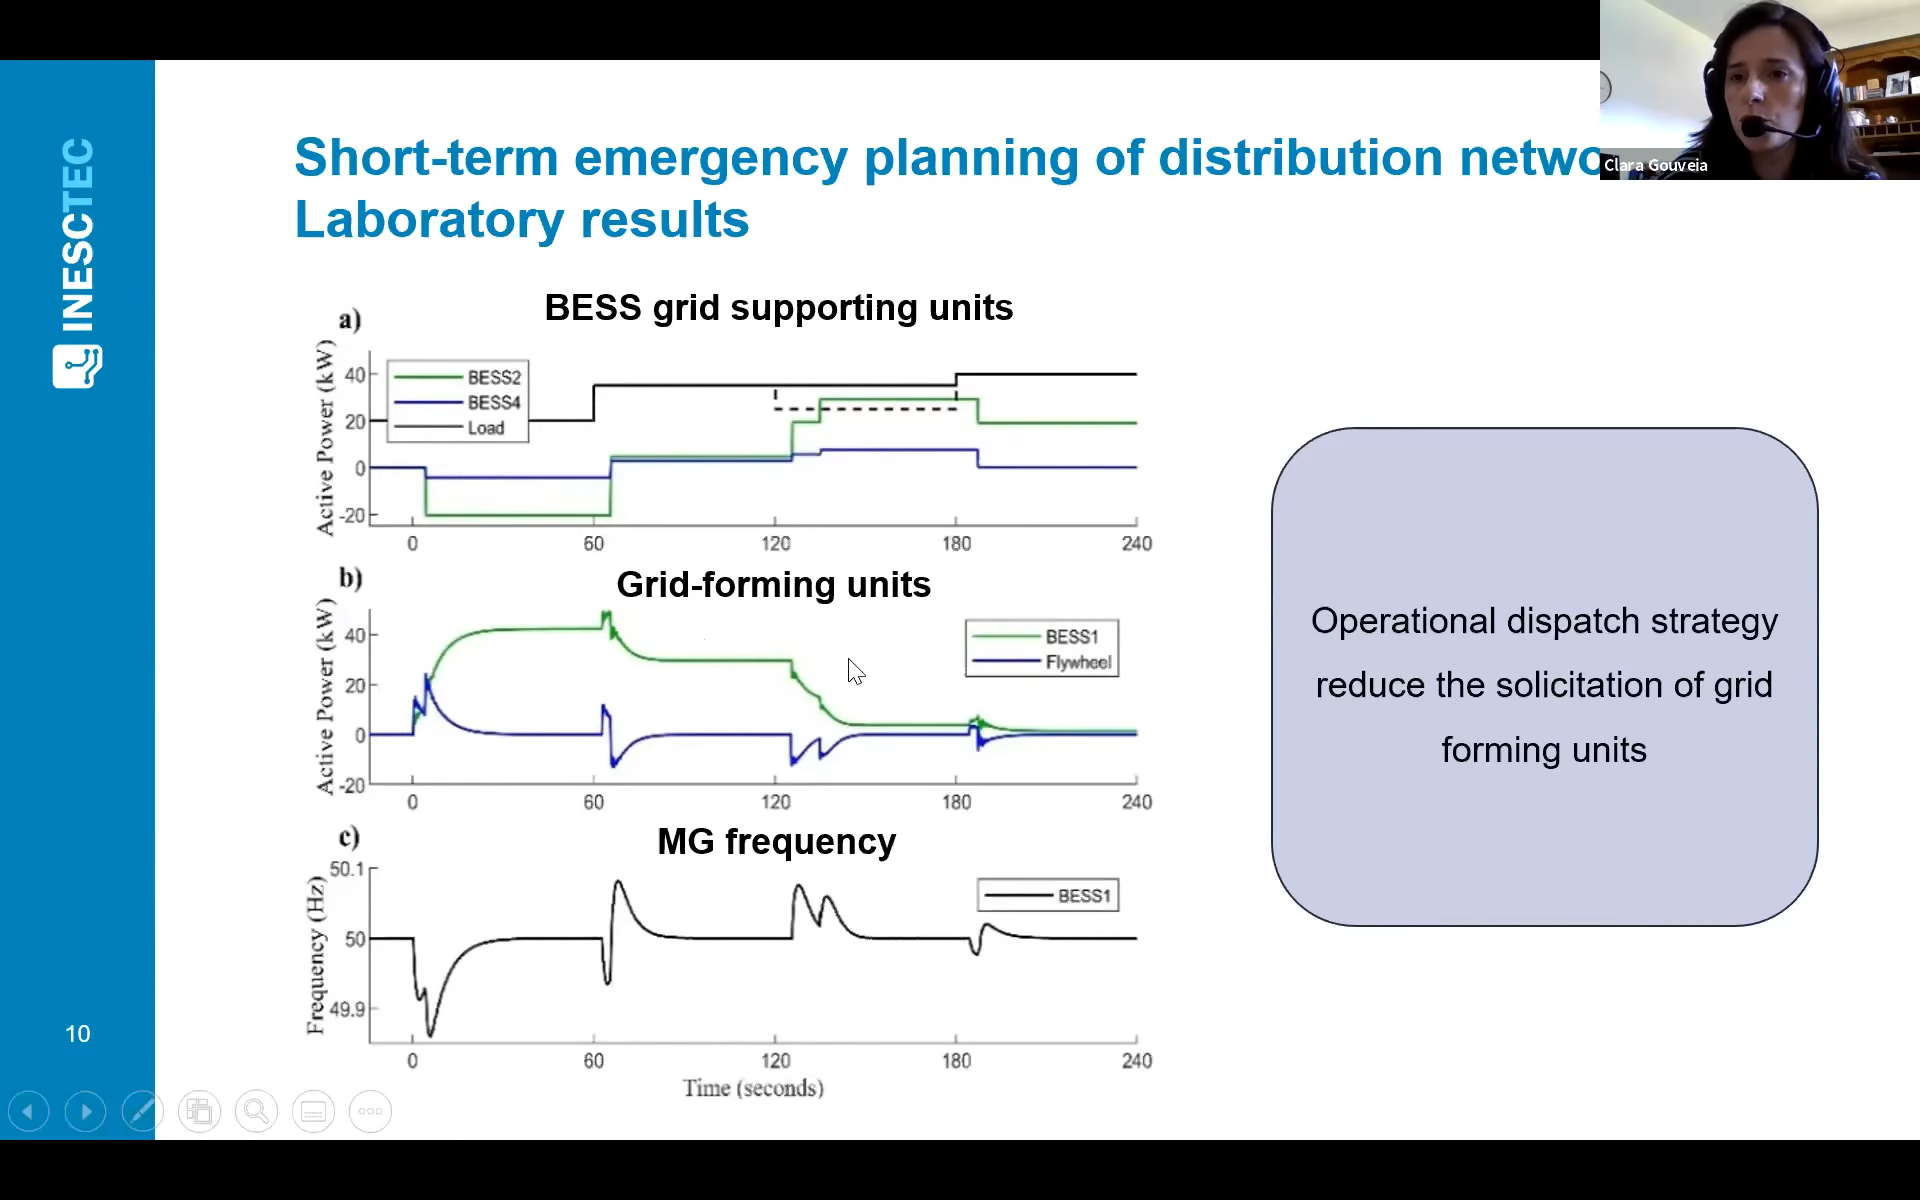 Clara Gouveia
INESCTEC
Short-term emergency planning of distribution netwo
Laboratory results
BESS grid supporting units
a)
Active Power (kW)
40
20
0
-20
BESS2
BESS4
Load
0 60 120 180 240
Grid-forming units
b)
Active Power (kW)
40
20
0
-20
BESS1
Flywheel
0 60 120 180 240
MG frequency
c)
Frequency (Hz)
50.1
50
49.9
BESS1
0 60 120 180 240
Time (seconds)
Operational dispatch strategy
reduce the solicitation of grid
forming units
10